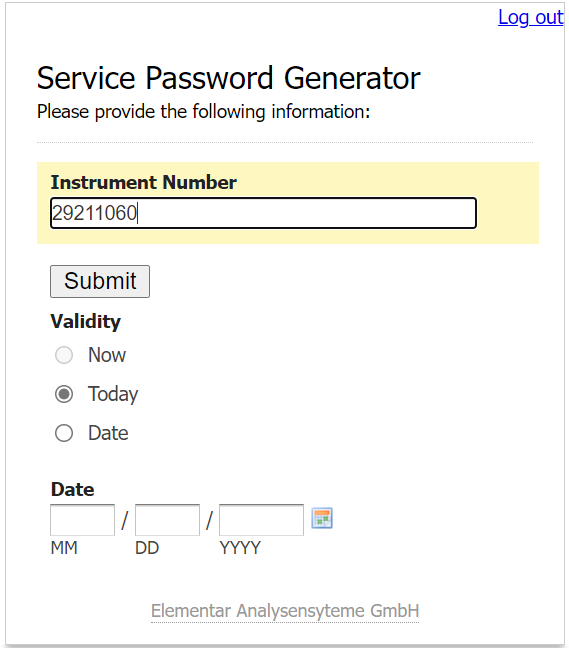 Log out
Service Password Generator
Please provide the following information:
Instrument Number
29211060
Submit
Validity
Now
Today
Date
Date
/ /
MM DD YYYY
Elementar Analysensyteme GmbH